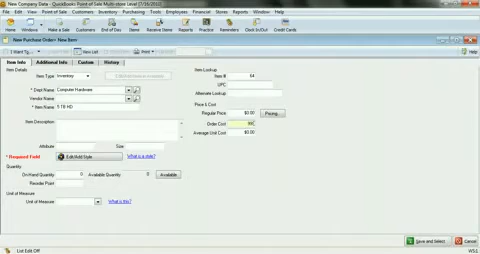 New Company Data - QuickBooks Point of Sale Multi-store Level (7/16/2010)
File Edit View Point of Sale Customers Inventory Purchasing Tools Employees Financial Stores Reports Window Help
Home Windows Make a Sale Customers End of Day Items Receive Items Reports Practice Reminders Clock In/Out Credit Cards
New Purchase Order> New Item
I Want To... New List Print
Item Info Additional Info Custom History
Item Details
Item Type Inventory
* Dept Name Computer Hardware
Vendor Name
* Item Name 5 TB HD
Item Description
Attribute Size
* Required Field Edit/Add Style What is a style?
Quantity
On-Hand Quantity 0 Available Quantity 0 Available
Reorder Point
Unit of Measure
Unit of Measure What is this?
Item Lookup
Item # 64
UPC
Alternate Lookup
Price & Cost
Regular Price $0.00 Pricing...
Order Cost
Average Unit Cost $0.00
Save and Select Cancel
List Edit Off WS:1